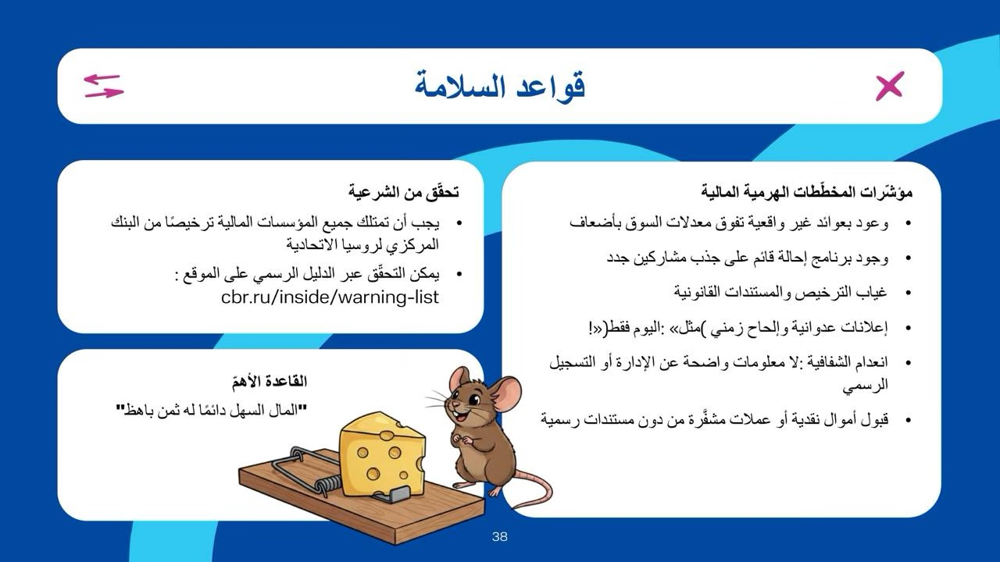 قواعد السلامة
مؤشّرات المخطّطات الهرمية المالية
• وعود بعوائد غير واقعية تفوق معدلات السوق بأضعاف
• وجود برنامج إحالة قائم على جذب مشاركين جدد
• غياب الترخيص والمستندات القانونية
• إعلانات عدوانية وإلحاح زمني )مثل» :اليوم فقط(«!
• انعدام الشفافية :لا معلومات واضحة عن الإدارة أو التسجيل
الرسمي
• قبول أموال نقدية أو عملات مشفَّرة من دون مستندات رسمية
تحقَّق من الشرعية
• يجب أن تمتلك جميع المؤسسات المالية ترخيصًا من البنك
المركزي لروسيا الاتحادية
• يمكن التحقّق عبر الدليل الرسمي على الموقع :
cbr.ru/inside/warning-list
القاعدة الأهمّ
"المال السهل دائمًا له ثمن باهظ"
38